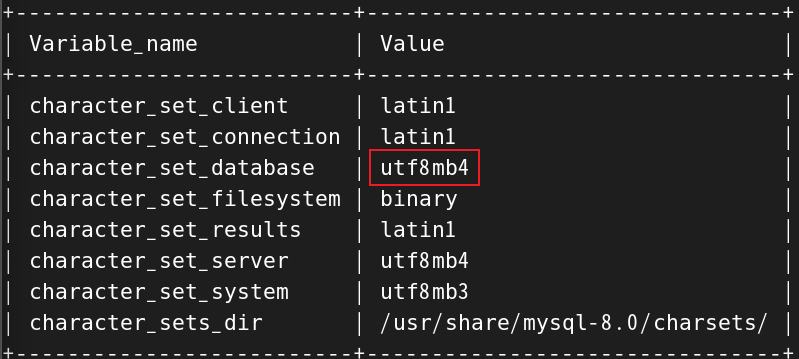 +---------------------------+--------------------------------+
| Variable_name             | Value                          |
+---------------------------+--------------------------------+
| character_set_client      | latin1                         |
| character_set_connection  | latin1                         |
| character_set_database    | utf8mb4                        |
| character_set_filesystem  | binary                         |
| character_set_results     | latin1                         |
| character_set_server      | utf8mb4                        |
| character_set_system      | utf8mb3                        |
| character_sets_dir        | /usr/share/mysql-8.0/charsets/ |
+---------------------------+--------------------------------+